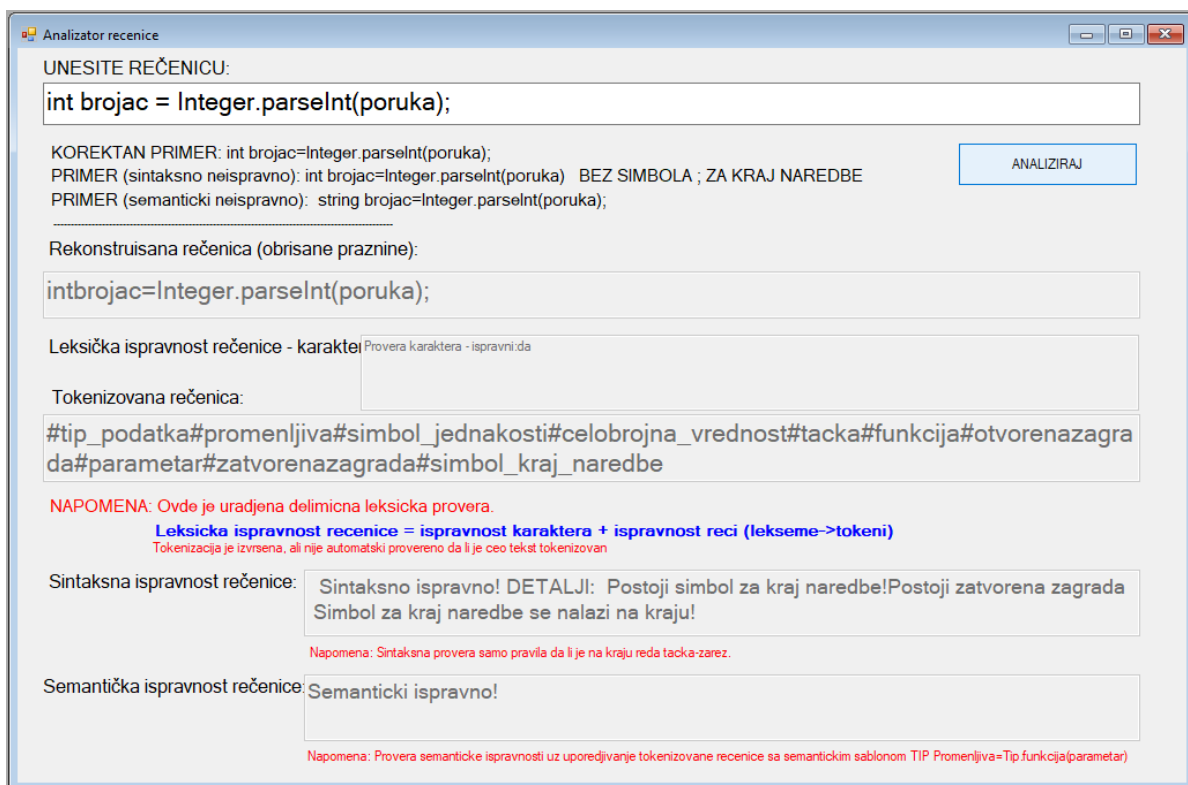 Analizator recenice
UNESITE REČENICU:
int brojac = Integer.parseInt(poruka);
KOREKTAN PRIMER: int brojac=Integer.parseInt(poruka);
PRIMER (sintaksno neispravno): int brojac=Integer.parseInt(poruka)   BEZ SIMBOLA ; ZA KRAJ NAREDBE
PRIMER (semanticki neispravno):  string brojac=Integer.parseInt(poruka);
ANALIZIRAJ
Rekonstruisana rečenica (obrisane praznine):
intbrojac=Integer.parseInt(poruka);
Leksička ispravnost rečenice - karakte
Provera karaktera - ispravni:da
Tokenizovana rečenica:
#tip_podatka#promenljiva#simbol_jednakosti#celobrojna_vrednost#tacka#funkcija#otvorenazagra
da#parametar#zatvorenazagrada#simbol_kraj_naredbe
NAPOMENA: Ovde je uradjena delimicna leksicka provera.
Leksicka ispravnost recenice = ispravnost karaktera + ispravnost reci (lekseme->tokeni)
Tokenizacija je izvrsena, ali nije automatski provereno da li je ceo tekst tokenizovan
Sintaksna ispravnost rečenice:
Sintaksno ispravno! DETALJI:  Postoji simbol za kraj naredbe!Postoji zatvorena zagrada
Simbol za kraj naredbe se nalazi na kraju!
Napomena: Sintaksna provera samo pravila da li je na kraju reda tacka-zarez.
Semantička ispravnost rečenice:
Semanticki ispravno!
Napomena: Provera semanticke ispravnosti uz uporedjivanje tokenizovane recenice sa semantickim sablonom  TIP Promenljiva=Tip.funkcija(parametar)